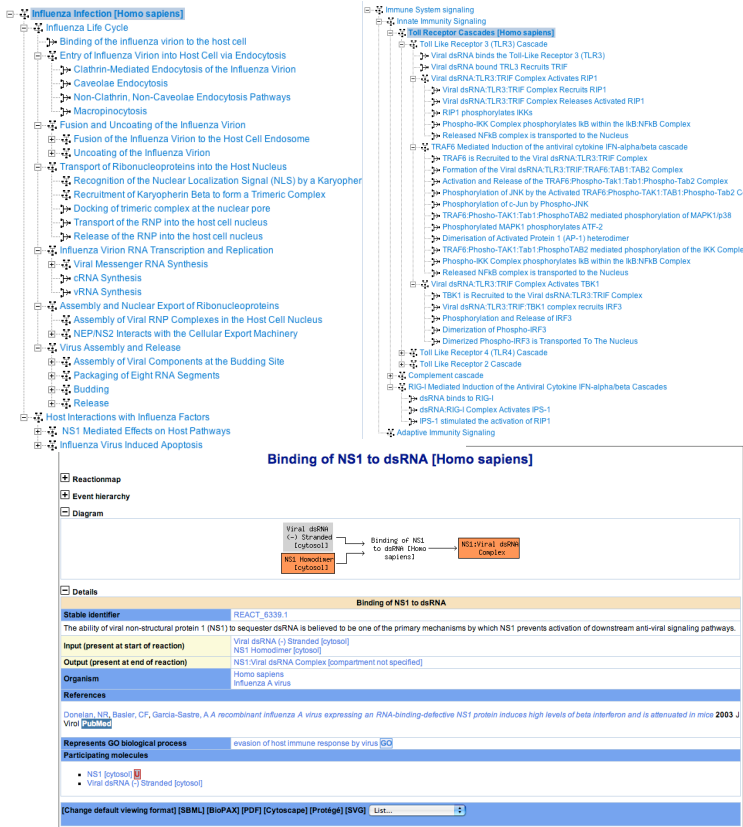 Influenza Infection [Homo sapiens]
Influenza Life Cycle
Binding of the influenza virion to the host cell
Entry of Influenza Virion into Host Cell via Endocytosis
Clathrin-Mediated Endocytosis of the Influenza Virion
Caveolae Endocytosis
Non-Clathrin, Non-Caveolae Endocytosis Pathways
Macropinocytosis
Fusion and Uncoating of the Influenza Virion
Fusion of the Influenza Virion to the Host Cell Endosome
Uncoating of the Influenza Virion
Transport of Ribonucleoproteins into the Host Nucleus
Recognition of the Nuclear Localization Signal (NLS) by a Karyopher
Recruitment of Karyopherin Beta to form a Trimeric Complex
Docking of trimeric complex at the nuclear pore
Transport of the RNP into the host cell nucleus
Release of the RNP into the host cell nucleus
Influenza Virion RNA Transcription and Replication
Viral Messenger RNA Synthesis
cRNA Synthesis
vRNA Synthesis
Assembly and Nuclear Export of Ribonucleoproteins
Assembly of Viral RNP Complexes in the Host Cell Nucleus
NEP/NS2 Interacts with the Cellular Export Machinery
Virus Assembly and Release
Assembly of Viral Components at the Budding Site
Packaging of Eight RNA Segments
Budding
Release
Host Interactions with Influenza Factors
NS1 Mediated Effects on Host Pathways
Influenza Virus Induced Apoptosis
Immune System signaling
Innate Immunity Signaling
Toll Receptor Cascades [Homo sapiens]
Toll Like Receptor 3 (TLR3) Cascade
Viral dsRNA binds the Toll-Like Receptor 3 (TLR3)
Viral dsRNA bound TRL3 Recruits TRIF
Viral dsRNA:TLR3:TRIF Complex Activates RIP1
Viral dsRNA:TLR3:TRIF Complex Recruits RIP1
Viral dsRNA:TLR3:TRIF Complex Releases Activated RIP1
RIP1 phosphorylates IKKs
Phospho-IKK Complex phosphorylates IkB within the IkB:NFkB Complex
Released NFkB complex is transported to the Nucleus
TRAF6 Mediated Induction of the antiviral cytokine IFN-alpha/beta cascade
TRAF6 is Recruited to the Viral dsRNA:TLR3:TRIF Complex
Formation of the Viral dsRNA:TLR3:TRIF:TRAF6:TAB1:TAB2 Complex
Activation and Release of the TRAF6:Phospho-Tak1:Tab1:Phospho-Tab2 Complex
Phosphorylation of JNK by the Activated TRAF6:Phospho-TAK1:TAB1:Phospho-Tab2 C
Phosphorylation of c-Jun by Phospho-JNK
TRAF6:Phosho-TAK1:Tab1:PhosphoTAB2 mediated phosphorylation of MAPK1/p38
Phosphorylated MAPK1 phosphorylates ATF-2
Dimerisation of Activated Protein 1 (AP-1) heterodimer
TRAF6:Phosho-TAK1:Tab1:PhosphoTAB2 mediated phosphorylation of the IKK Comple
Phospho-IKK Complex phosphorylates IkB within the IkB:NFkB Complex
Released NFkB complex is transported to the Nucleus
Viral dsRNA:TLR3:TRIF Complex Activates TBK1
TBK1 is Recruited to the Viral dsRNA:TLR3:TRIF Complex
Viral dsRNA:TLR3:TRIF:TBK1 complex recruits IRF3
Phosphorylation and Release of IRF3
Dimerization of Phospho-IRF3
Dimerized Phospho-IRF3 is Transported To The Nucleus
Toll Like Receptor 4 (TLR4) Cascade
Toll Like Receptor 2 Cascade
Complement cascade
RIG-I Mediated Induction of the Antiviral Cytokine IFN-alpha/beta Cascades
dsRNA binds to RIG-I
dsRNA:RIG-I Complex Activates IPS-1
IPS-1 stimulated the activation of RIP1
Adaptive Immunity Signaling
Binding of NS1 to dsRNA [Homo sapiens]
Reactionmap
Event hierarchy
Diagram
Viral dsRNA
(-) Stranded
[cytosol]
NS1 Homodimer
[cytosol]
Binding of NS1
to dsRNA [Homo
sapiens]
NS1:Viral dsRNA
Complex
Details
Binding of NS1 to dsRNA
Stable identifier REACT_6339.1
The ability of viral non-structural protein 1 (NS1) to sequester dsRNA is believed to be one of the primary mechanisms by which NS1 prevents activation of downstream anti-viral signaling pathways.
Input (present at start of reaction) Viral dsRNA (-) Stranded [cytosol]
NS1 Homodimer [cytosol]
Output (present at end of reaction) NS1:Viral dsRNA Complex [compartment not specified]
Organism Homo sapiens
Influenza A virus
References
Donelan, NR, Basler, CF, Garcia-Sastre, A A recombinant influenza A virus expressing an RNA-binding-defective NS1 protein induces high levels of beta interferon and is attenuated in mice 2003 J
Virol PubMed
Represents GO biological process evasion of host immune response by virus GO
Participating molecules
NS1 [cytosol] U
Viral dsRNA (-) Stranded [cytosol]
[Change default viewing format] [SBML] [BioPAX] [PDF] [Cytoscape] [Protégé] [SVG] List...